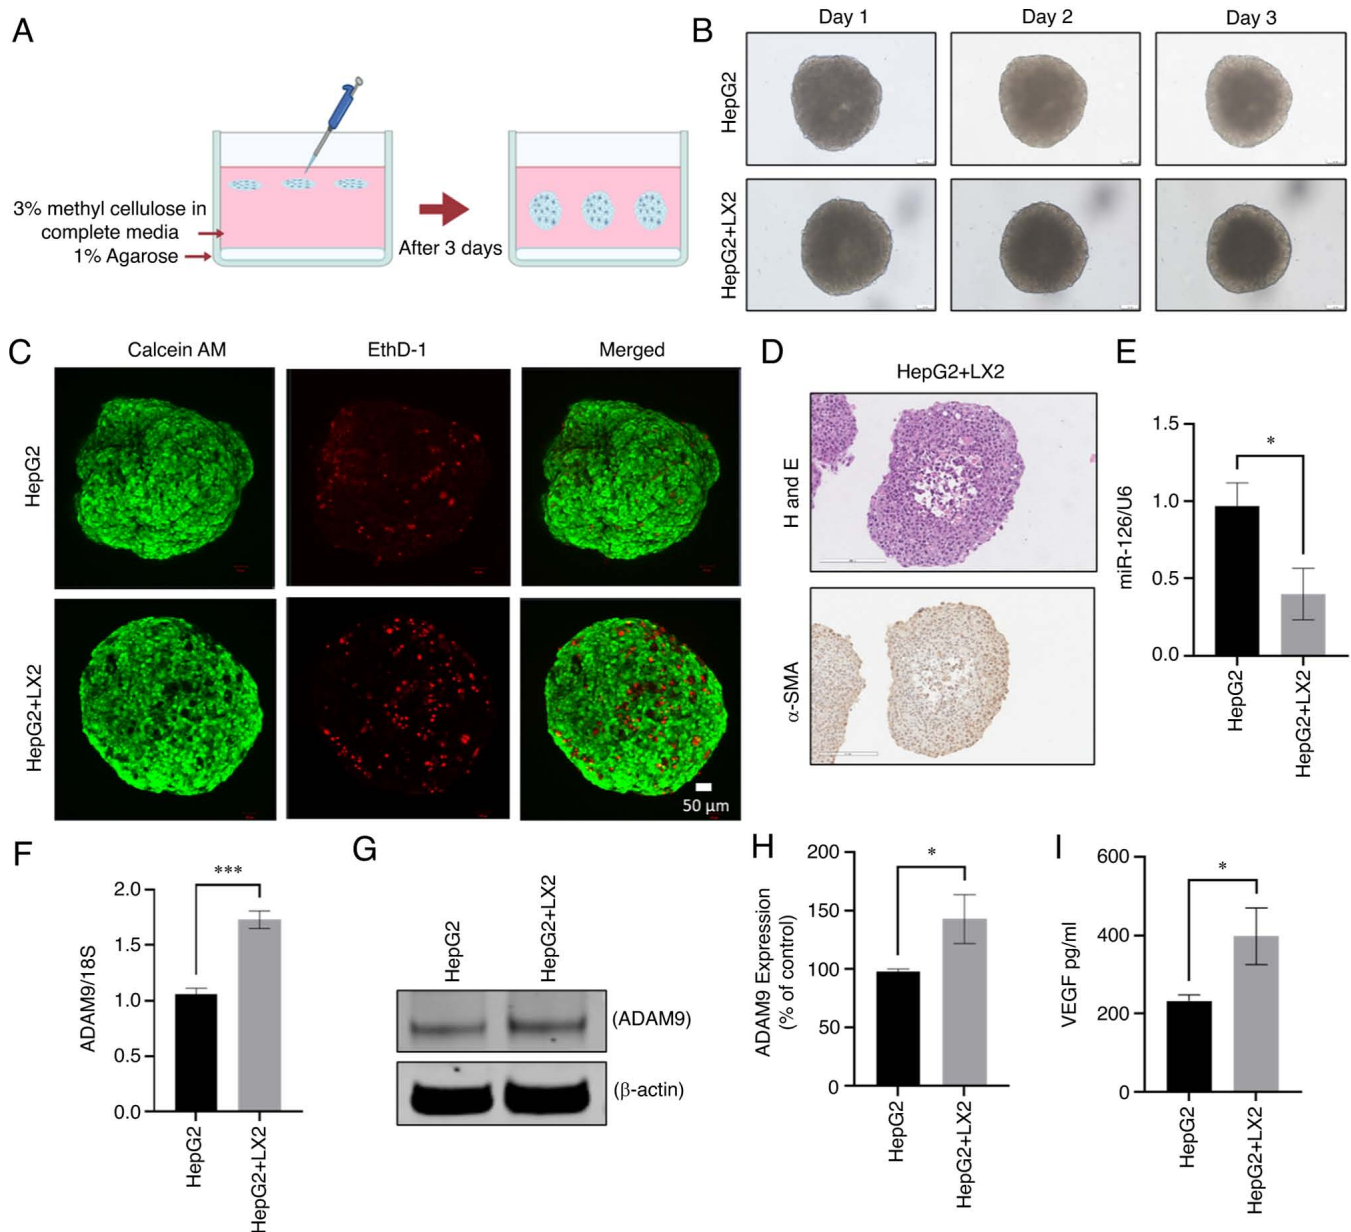 A
3% methyl cellulose in
complete media
1% Agarose
After 3 days
B
Day 1
Day 2
Day 3
HepG2
HepG2+LX2
C
Calcein AM
EthD-1
Merged
HepG2
HepG2+LX2
50 μm
D
HepG2+LX2
H and E
α-SMA
E
miR-126/U6
1.5
1.0
0.5
0.0
*
HepG2
HepG2+LX2
F
ADAM9/18S
2.0
1.5
1.0
0.5
0.0
***
HepG2
HepG2+LX2
G
HepG2
HepG2+LX2
(ADAM9)
(β-actin)
H
ADAM9 Expression
(% of control)
200
150
100
50
0
*
HepG2
HepG2+LX2
I
VEGF pg/ml
600
400
200
0
*
HepG2
HepG2+LX2